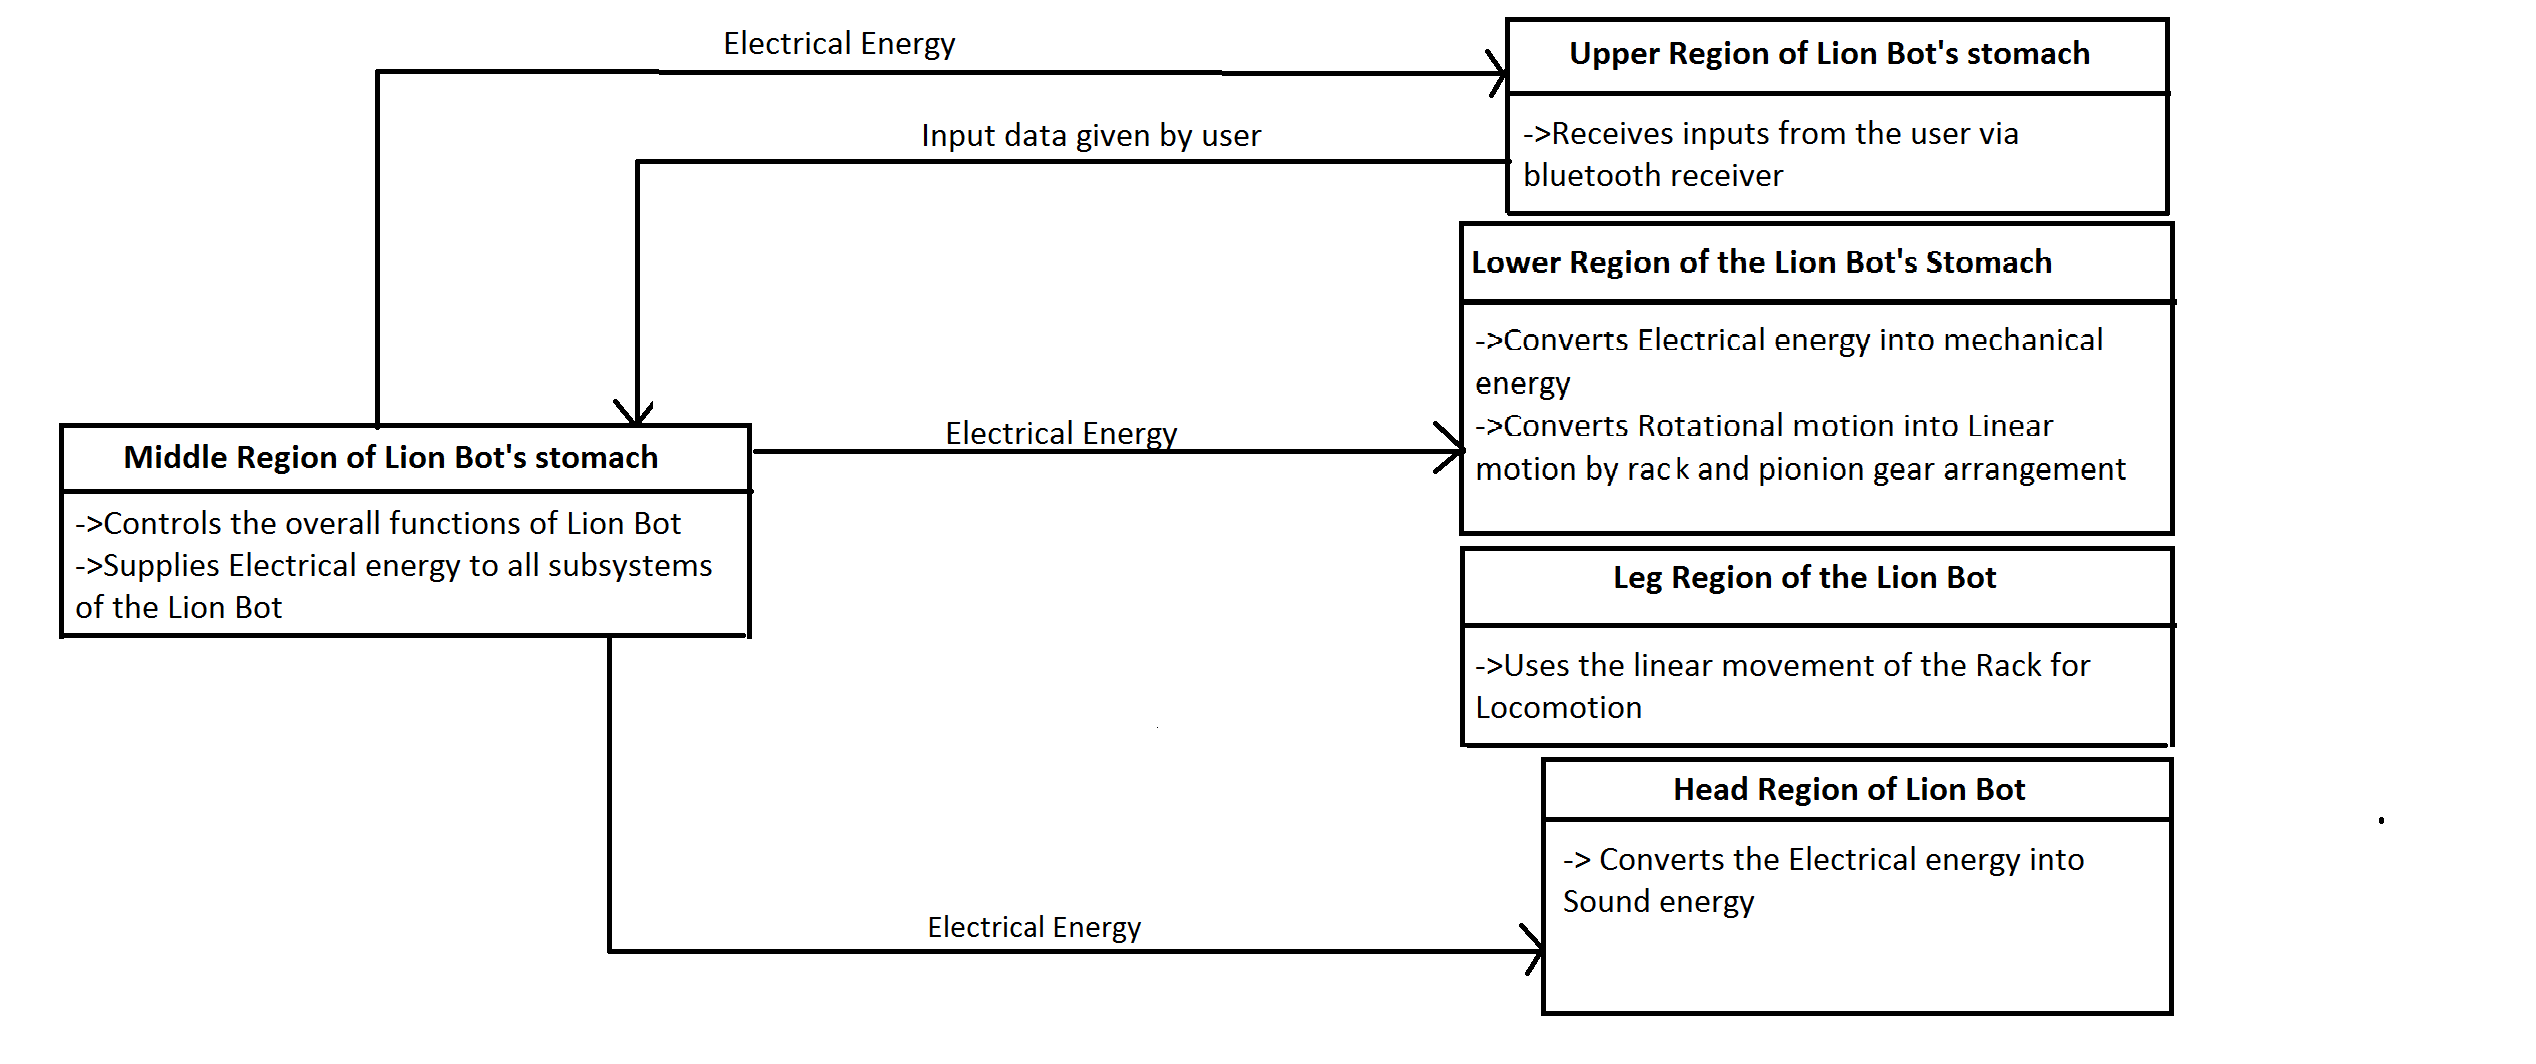 Electrical Energy
Upper Region of Lion Bot's stomach
Input data given by user
->Receives inputs from the user via
bluetooth receiver
Lower Region of the Lion Bot's Stomach
->Converts Electrical energy into mechanical
energy
->Converts Rotational motion into Linear
motion by rack and pionion gear arrangement
Electrical Energy
Middle Region of Lion Bot's stomach
->Controls the overall functions of Lion Bot
->Supplies Electrical energy to all subsystems
of the Lion Bot
Leg Region of the Lion Bot
->Uses the linear movement of the Rack for
Locomotion
Head Region of Lion Bot
-> Converts the Electrical energy into
Sound energy
Electrical Energy